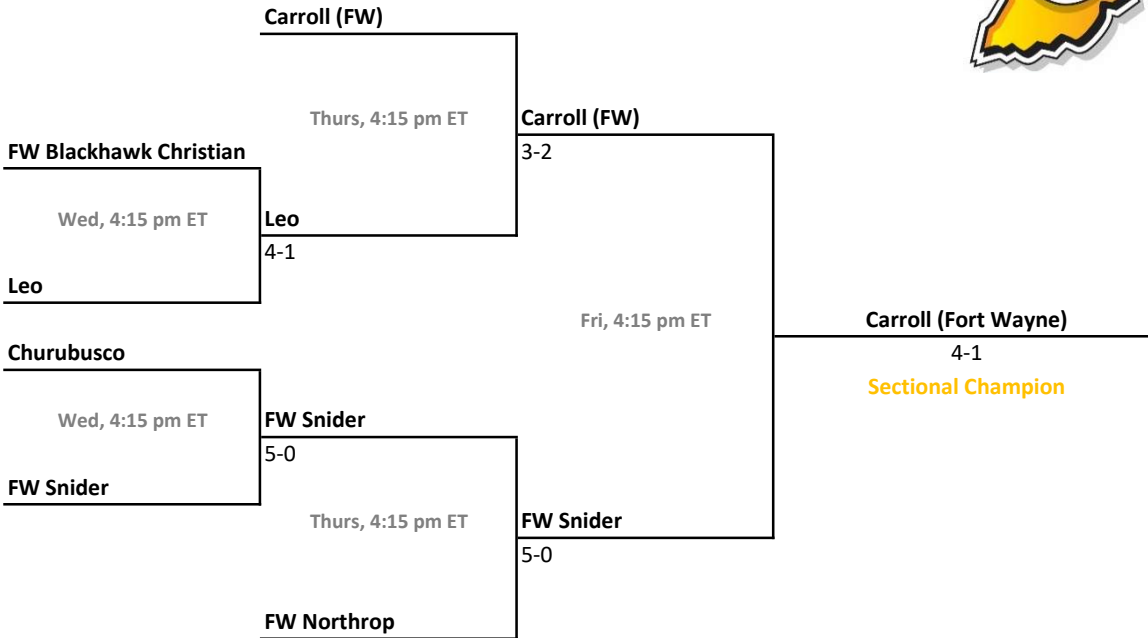 Carroll (FW)
Thurs, 4:15 pm ET
Carroll (FW)
3-2
FW Blackhawk Christian
Wed, 4:15 pm ET
Leo
4-1
Leo
Fri, 4:15 pm ET
Carroll (Fort Wayne)
4-1
Sectional Champion
Churubusco
Wed, 4:15 pm ET
FW Snider
5-0
FW Snider
Thurs, 4:15 pm ET
FW Snider
5-0
FW Northrop